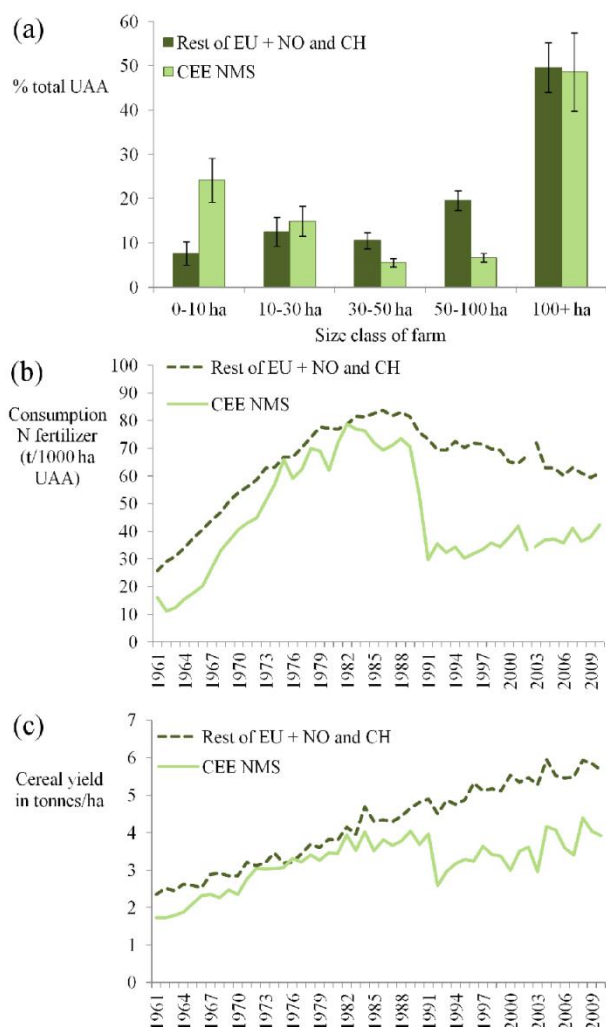 (a)
60
Rest of EU + NO and CH
50
% total UAA
CEE NMS
40
30
20
10
0
0-10 ha 10-30 ha 30-50 ha 50-100 ha 100+ ha
Size class of farm
(b)
100
Rest of EU + NO and CH
90
Consumption
N fertilizer
(t/1000 ha
UAA)
CEE NMS
80
70
60
50
40
30
20
10
0
1961 1964 1967 1970 1973 1976 1979 1982 1985 1988 1991 1994 1997 2000 2003 2006 2009
(c)
7
Rest of EU + NO and CH
6
Cereal yield
in tonnes/ha
CEE NMS
5
4
3
2
1
0
1961 1964 1967 1970 1973 1976 1979 1982 1985 1988 1991 1994 1997 2000 2003 2006 2009